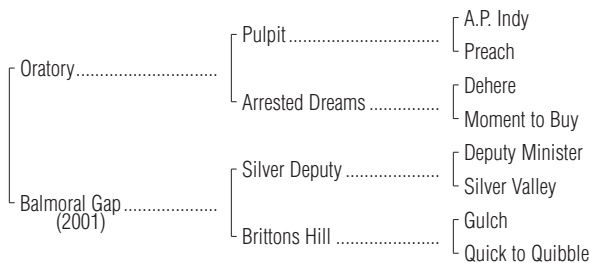 A.P. Indy
Pulpit................................
Preach
Oratory..............................
Dehere
Arrested Dreams ...............
Moment to Buy
Deputy Minister
Silver Deputy ....................
Silver Valley
Balmoral Gap ....................
(2001)
Gulch
Brittons Hill ......................
Quick to Quibble